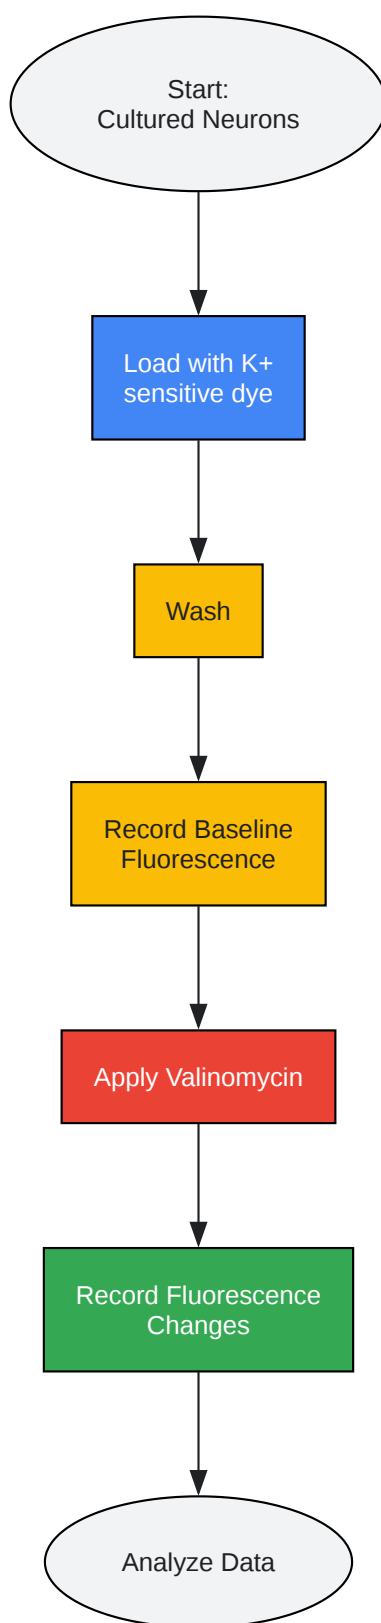 Start:
Cultured Neurons
Load with K+
sensitive dye
Wash
Record Baseline
Fluorescence
Apply Valinomycin
Record Fluorescence
Changes
Analyze Data